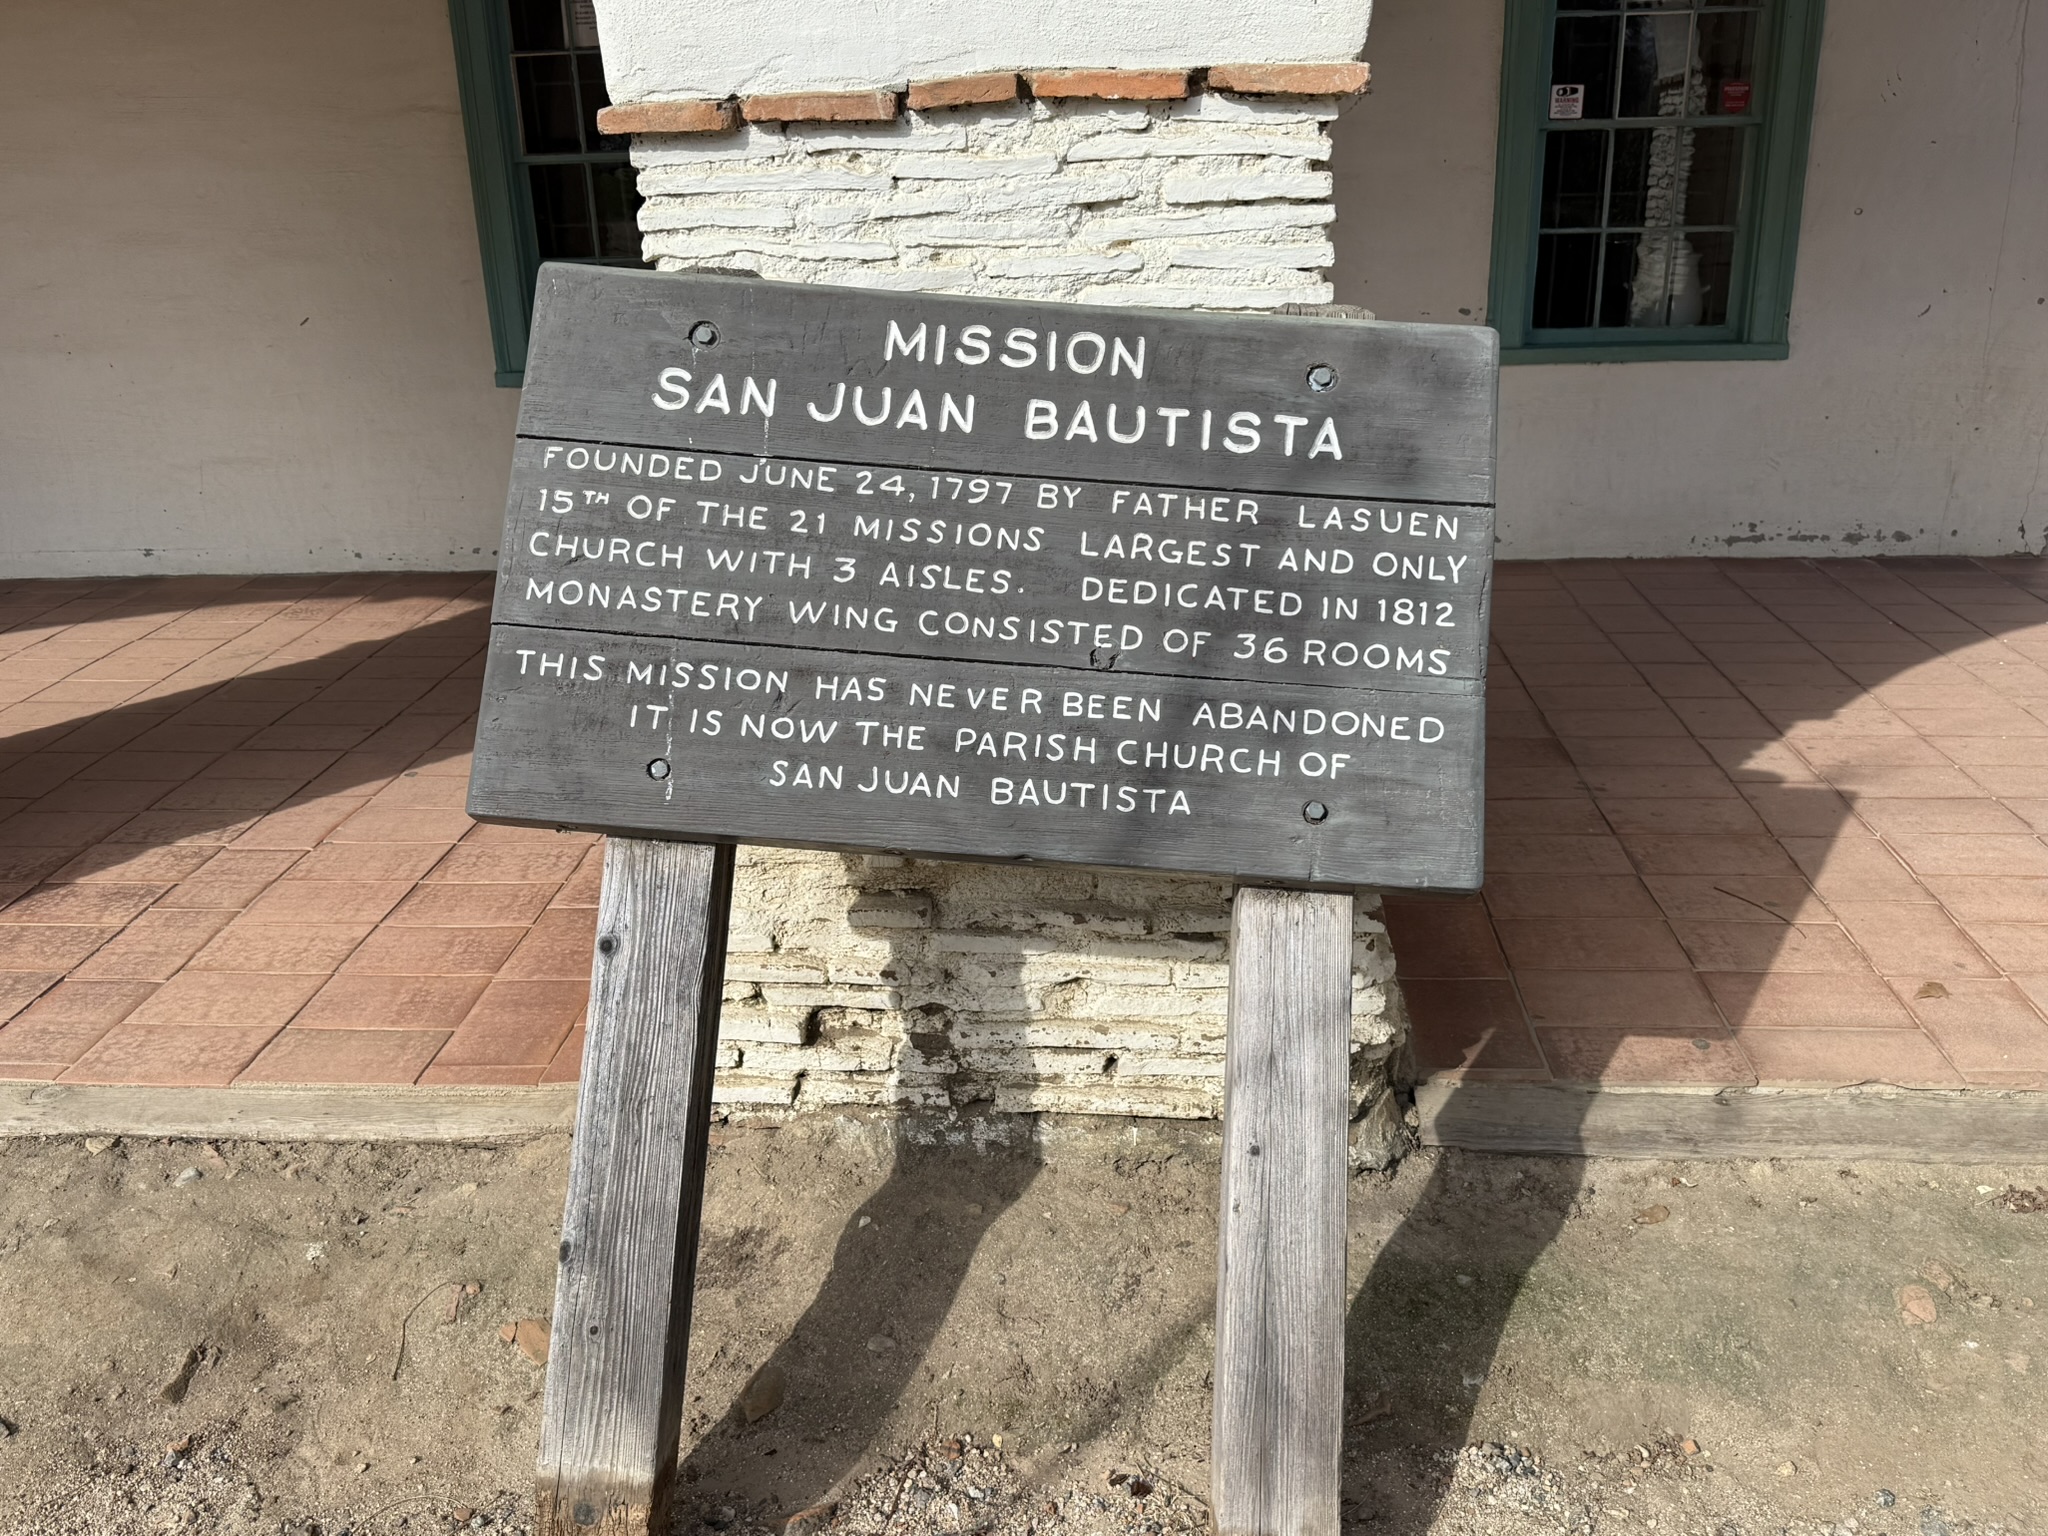 MISSION
SAN JUAN BAUTISTA
FOUNDED JUNE 24, 1797 BY FATHER LASUEN
15TH OF THE 21 MISSIONS LARGEST AND ONLY
CHURCH WITH 3 AISLES. DEDICATED IN 1812
MONASTERY WING CONSISTED OF 36 ROOMS
THIS MISSION HAS NEVER BEEN ABANDONED
IT IS NOW THE PARISH CHURCH OF
SAN JUAN BAUTISTA
WARNING